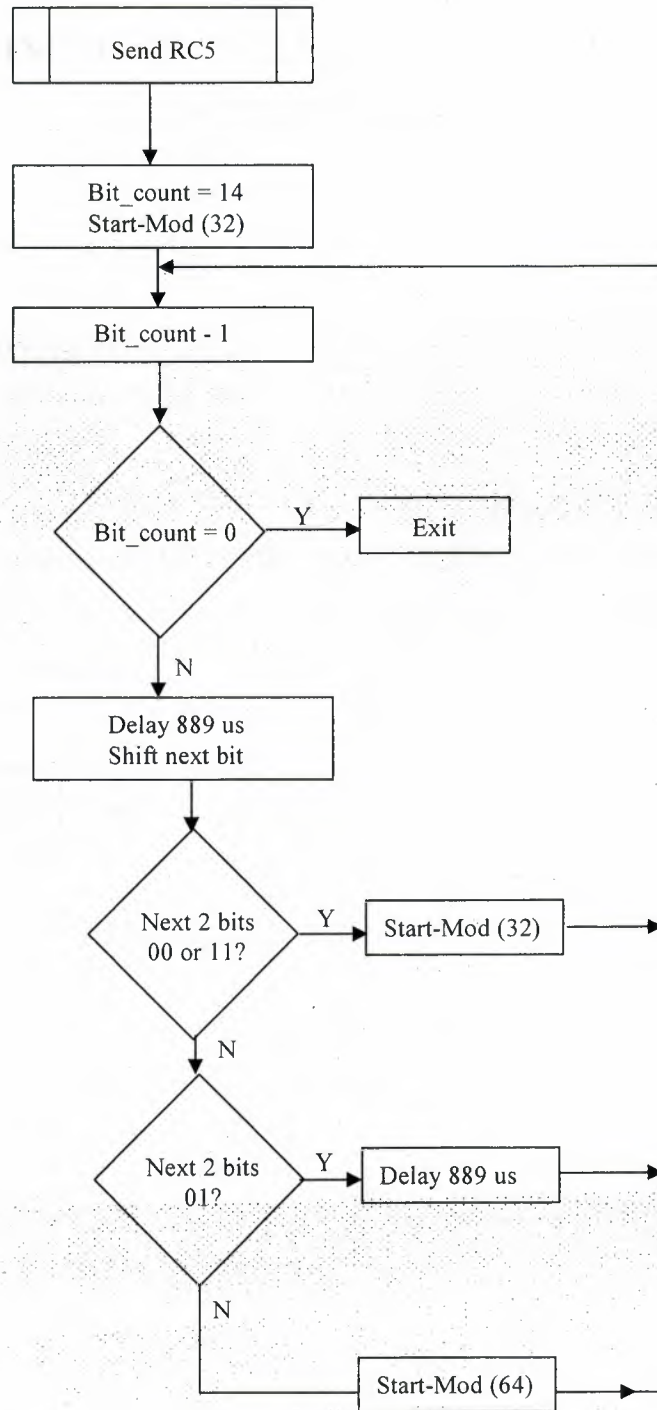 Send RC5
Bit_count = 14
Start-Mod (32)
Bit_count - 1
Bit_count = 0
Y
Exit
N
Delay 889 us
Shift next bit
Next 2 bits
00 or 11?
Y
Start-Mod (32)
N
Next 2 bits
01?
Y
Delay 889 us
N
Start-Mod (64)